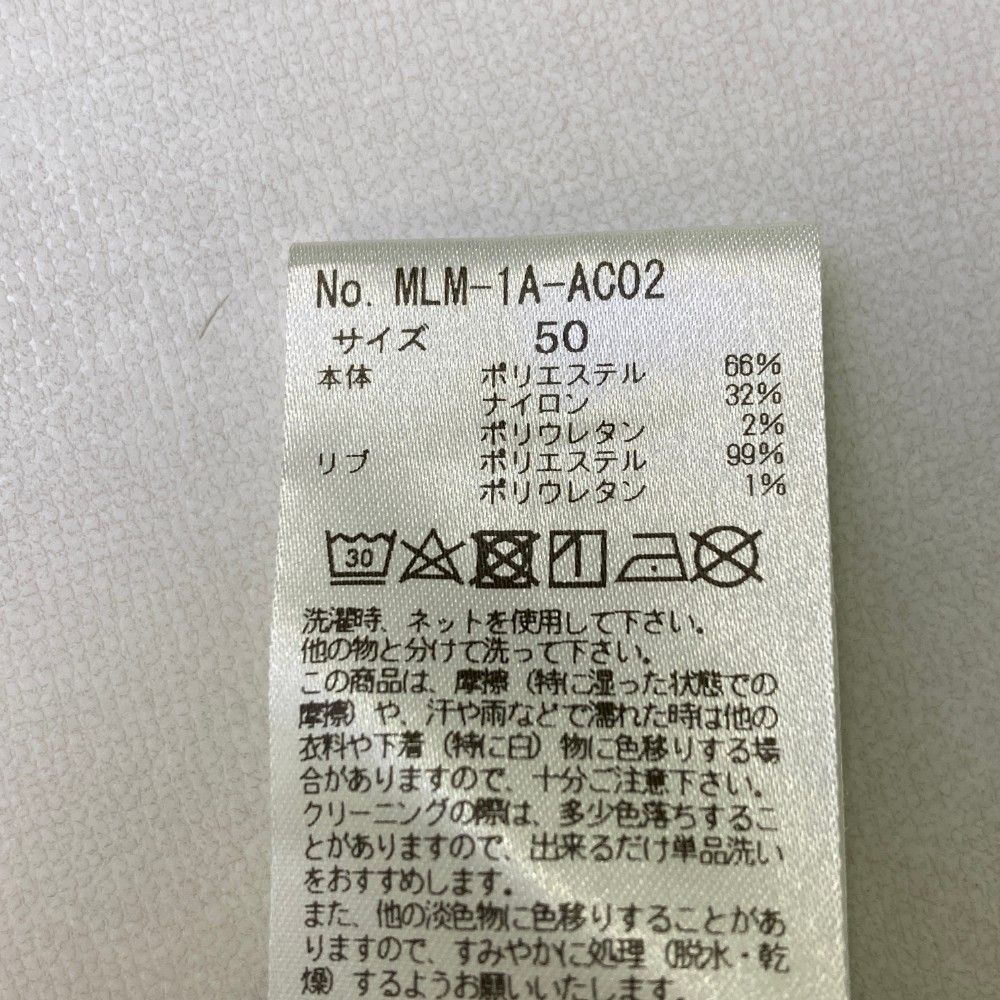 No. MLM-1A-AC02
サイズ 50
本体 ポリエステル 66%
ナイロン 32%
ポリウレタン 2%
リブ ポリエステル 99%
ポリウレタン 1%
30
洗濯時、ネットを使用して下さい。
他の物と分けて洗って下さい。
この商品は、摩擦（特に湿った状態での
摩擦）や、汗や雨などで濡れた時は他の
衣料や下着（特に白）物に色移りする場
合がありますので、十分ご注意下さい。
クリーニングの際は、多少色落ちするこ
とがありますので、出来るだけ単品洗い
をおすすめします。
また、他の淡色物に色移りすることがあ
りますので、すみやかに処理（脱水・乾
燥）するようお願いいたします。